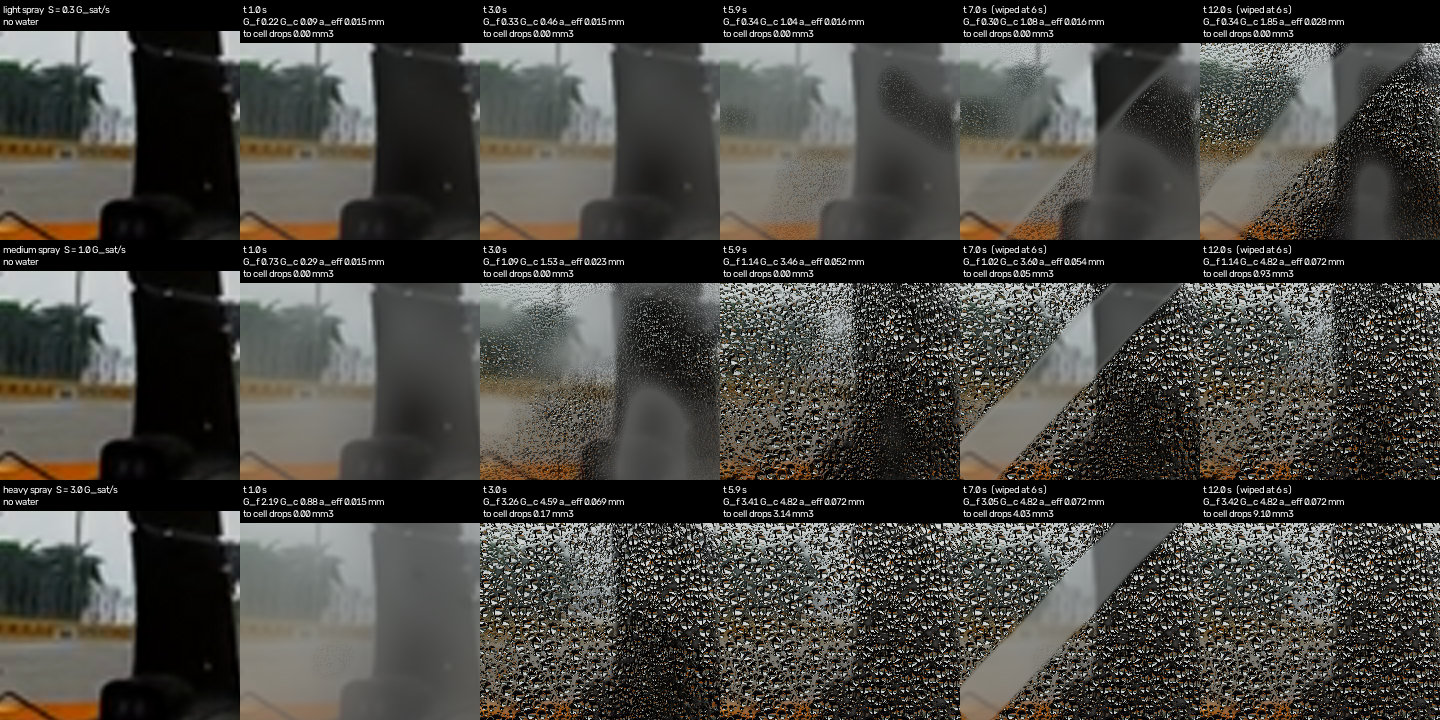 light spray S = 0.3 G_sat/s
no water
t 1.0 s
G_f 0.22 G_c 0.09 a_eff 0.015 mm
to cell drops 0.00 mm3
t 3.0 s
G_f 0.33 G_c 0.46 a_eff 0.015 mm
to cell drops 0.00 mm3
t 5.9 s
G_f 0.34 G_c 1.04 a_eff 0.016 mm
to cell drops 0.00 mm3
t 7.0 s (wiped at 6 s)
G_f 0.30 G_c 1.08 a_eff 0.016 mm
to cell drops 0.00 mm3
t 12.0 s (wiped at 6 s)
G_f 0.34 G_c 1.85 a_eff 0.028 mm
to cell drops 0.00 mm3
medium spray S = 1.0 G_sat/s
no water
t 1.0 s
G_f 0.73 G_c 0.29 a_eff 0.015 mm
to cell drops 0.00 mm3
t 3.0 s
G_f 1.09 G_c 1.53 a_eff 0.023 mm
to cell drops 0.00 mm3
t 5.9 s
G_f 1.14 G_c 3.46 a_eff 0.052 mm
to cell drops 0.00 mm3
t 7.0 s (wiped at 6 s)
G_f 1.02 G_c 3.60 a_eff 0.054 mm
to cell drops 0.05 mm3
t 12.0 s (wiped at 6 s)
G_f 1.14 G_c 4.82 a_eff 0.072 mm
to cell drops 0.93 mm3
heavy spray S = 3.0 G_sat/s
no water
t 1.0 s
G_f 2.19 G_c 0.88 a_eff 0.015 mm
to cell drops 0.00 mm3
t 3.0 s
G_f 3.26 G_c 4.59 a_eff 0.069 mm
to cell drops 0.17 mm3
t 5.9 s
G_f 3.41 G_c 4.82 a_eff 0.072 mm
to cell drops 3.14 mm3
t 7.0 s (wiped at 6 s)
G_f 3.05 G_c 4.82 a_eff 0.072 mm
to cell drops 4.03 mm3
t 12.0 s (wiped at 6 s)
G_f 3.42 G_c 4.82 a_eff 0.072 mm
to cell drops 9.10 mm3